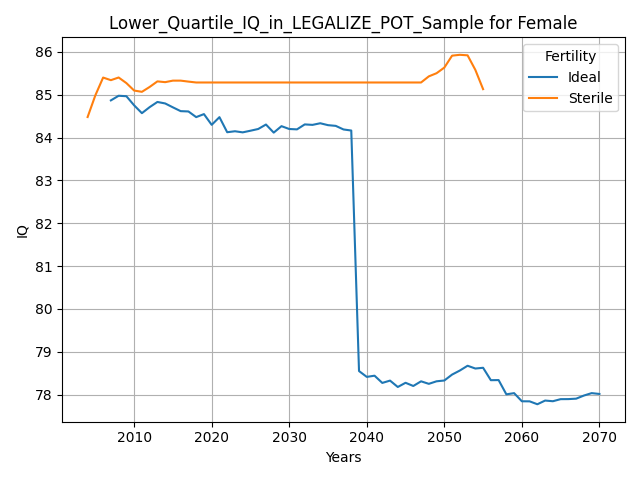 Lower_Quartile_IQ_in_LEGALIZE_POT_Sample for Female
Fertility
Ideal
Sterile
86
85
84
83
82
81
80
79
78
IQ
2010 2020 2030 2040 2050 2060 2070
Years